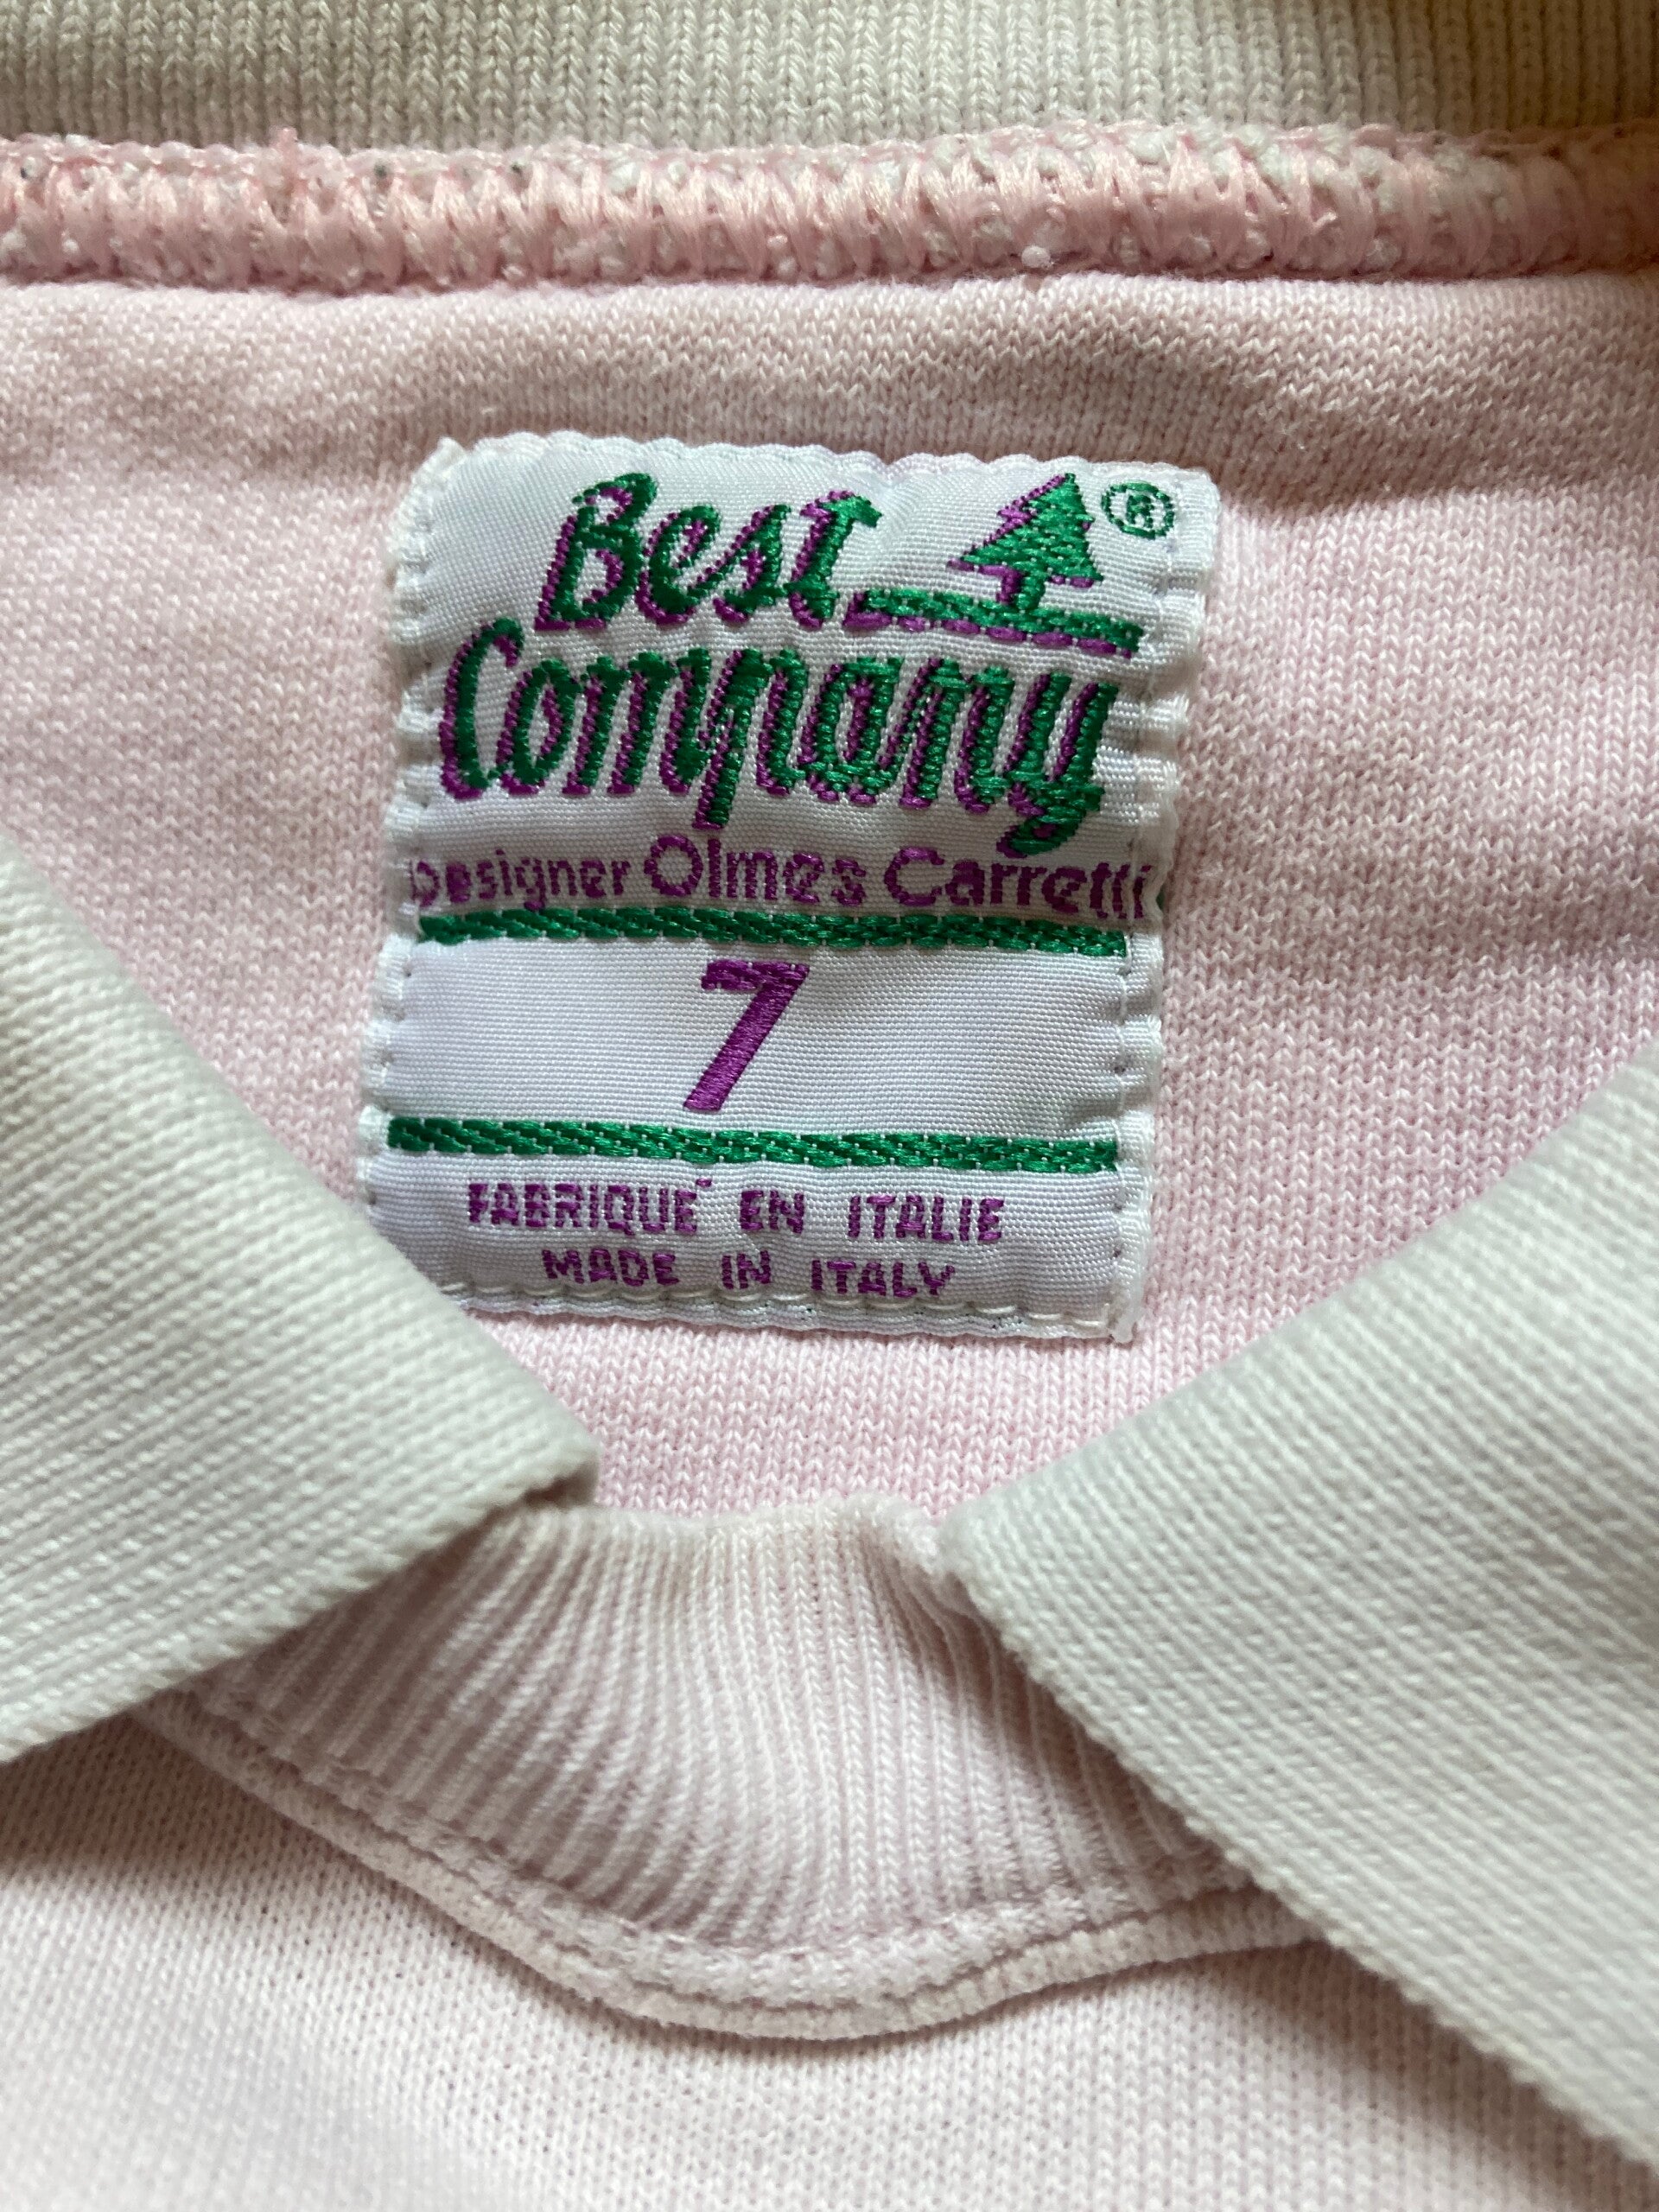 Best ®
Company
Designer Olmes Carretti
7
FABRIQUE' EN ITALIE
MADE IN ITALY